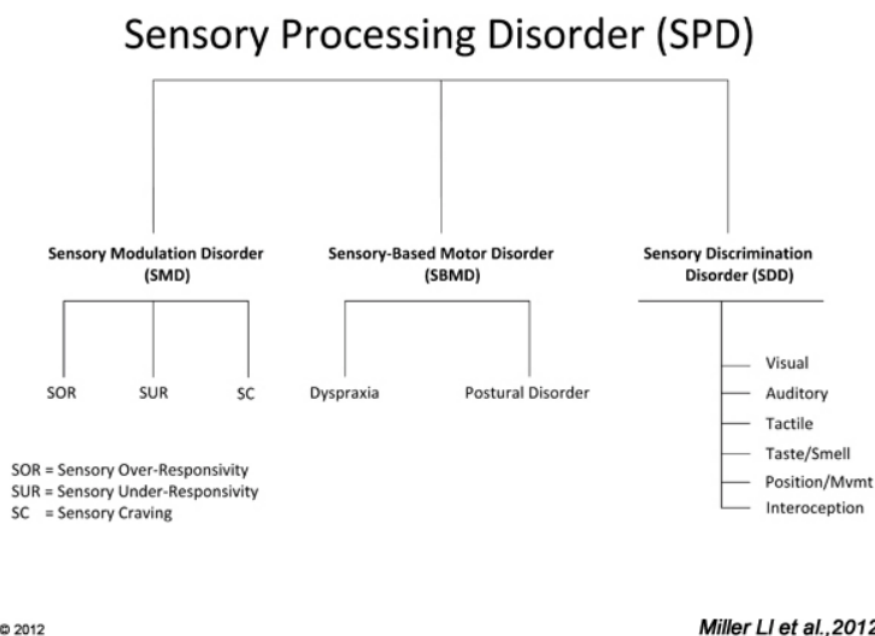 Sensory Processing Disorder (SPD)
Sensory Modulation Disorder
(SMD)
Sensory-Based Motor Disorder
(SBMD)
Sensory Discrimination
Disorder (SDD)
SOR
SUR
SC
Dyspraxia
Postural Disorder
Visual
Auditory
Tactile
Taste/Smell
Position/Mvmt
Interoception
SOR = Sensory Over-Responsivity
SUR = Sensory Under-Responsivity
SC = Sensory Craving
© 2012
Miller LJ et al.,2012